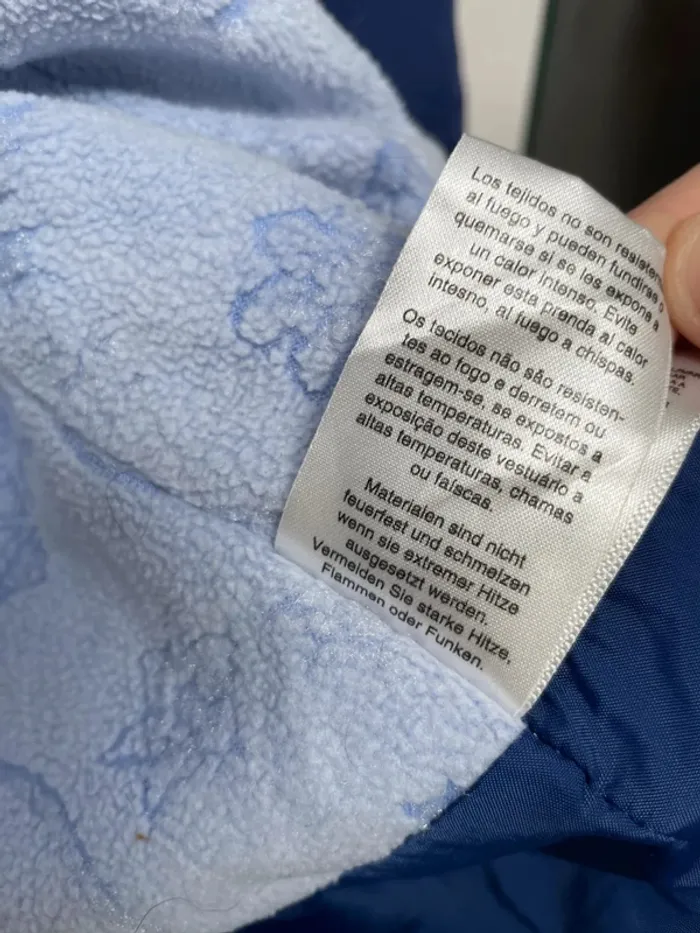 Los tejidos no son resisten
al fuego y pueden fundirse o
quemarse si se les expone a
un calor intenso. Evite
exponer esta prenda al calor
intesno, al fuego a chispas.
Os tecidos não são resisten-
tes ao fogo e derretem ou
estragem-se, se expostos a
altas temperaturas. Evitar a
exposição deste vestuário a
altas temperaturas, chamas
ou faíscas.
Materialen sind nicht
feuerfest und schmelzen
wenn sie extremer Hitze
ausgesetzt werden.
Vermeiden Sie starke Hitze,
Flammen oder Funken.